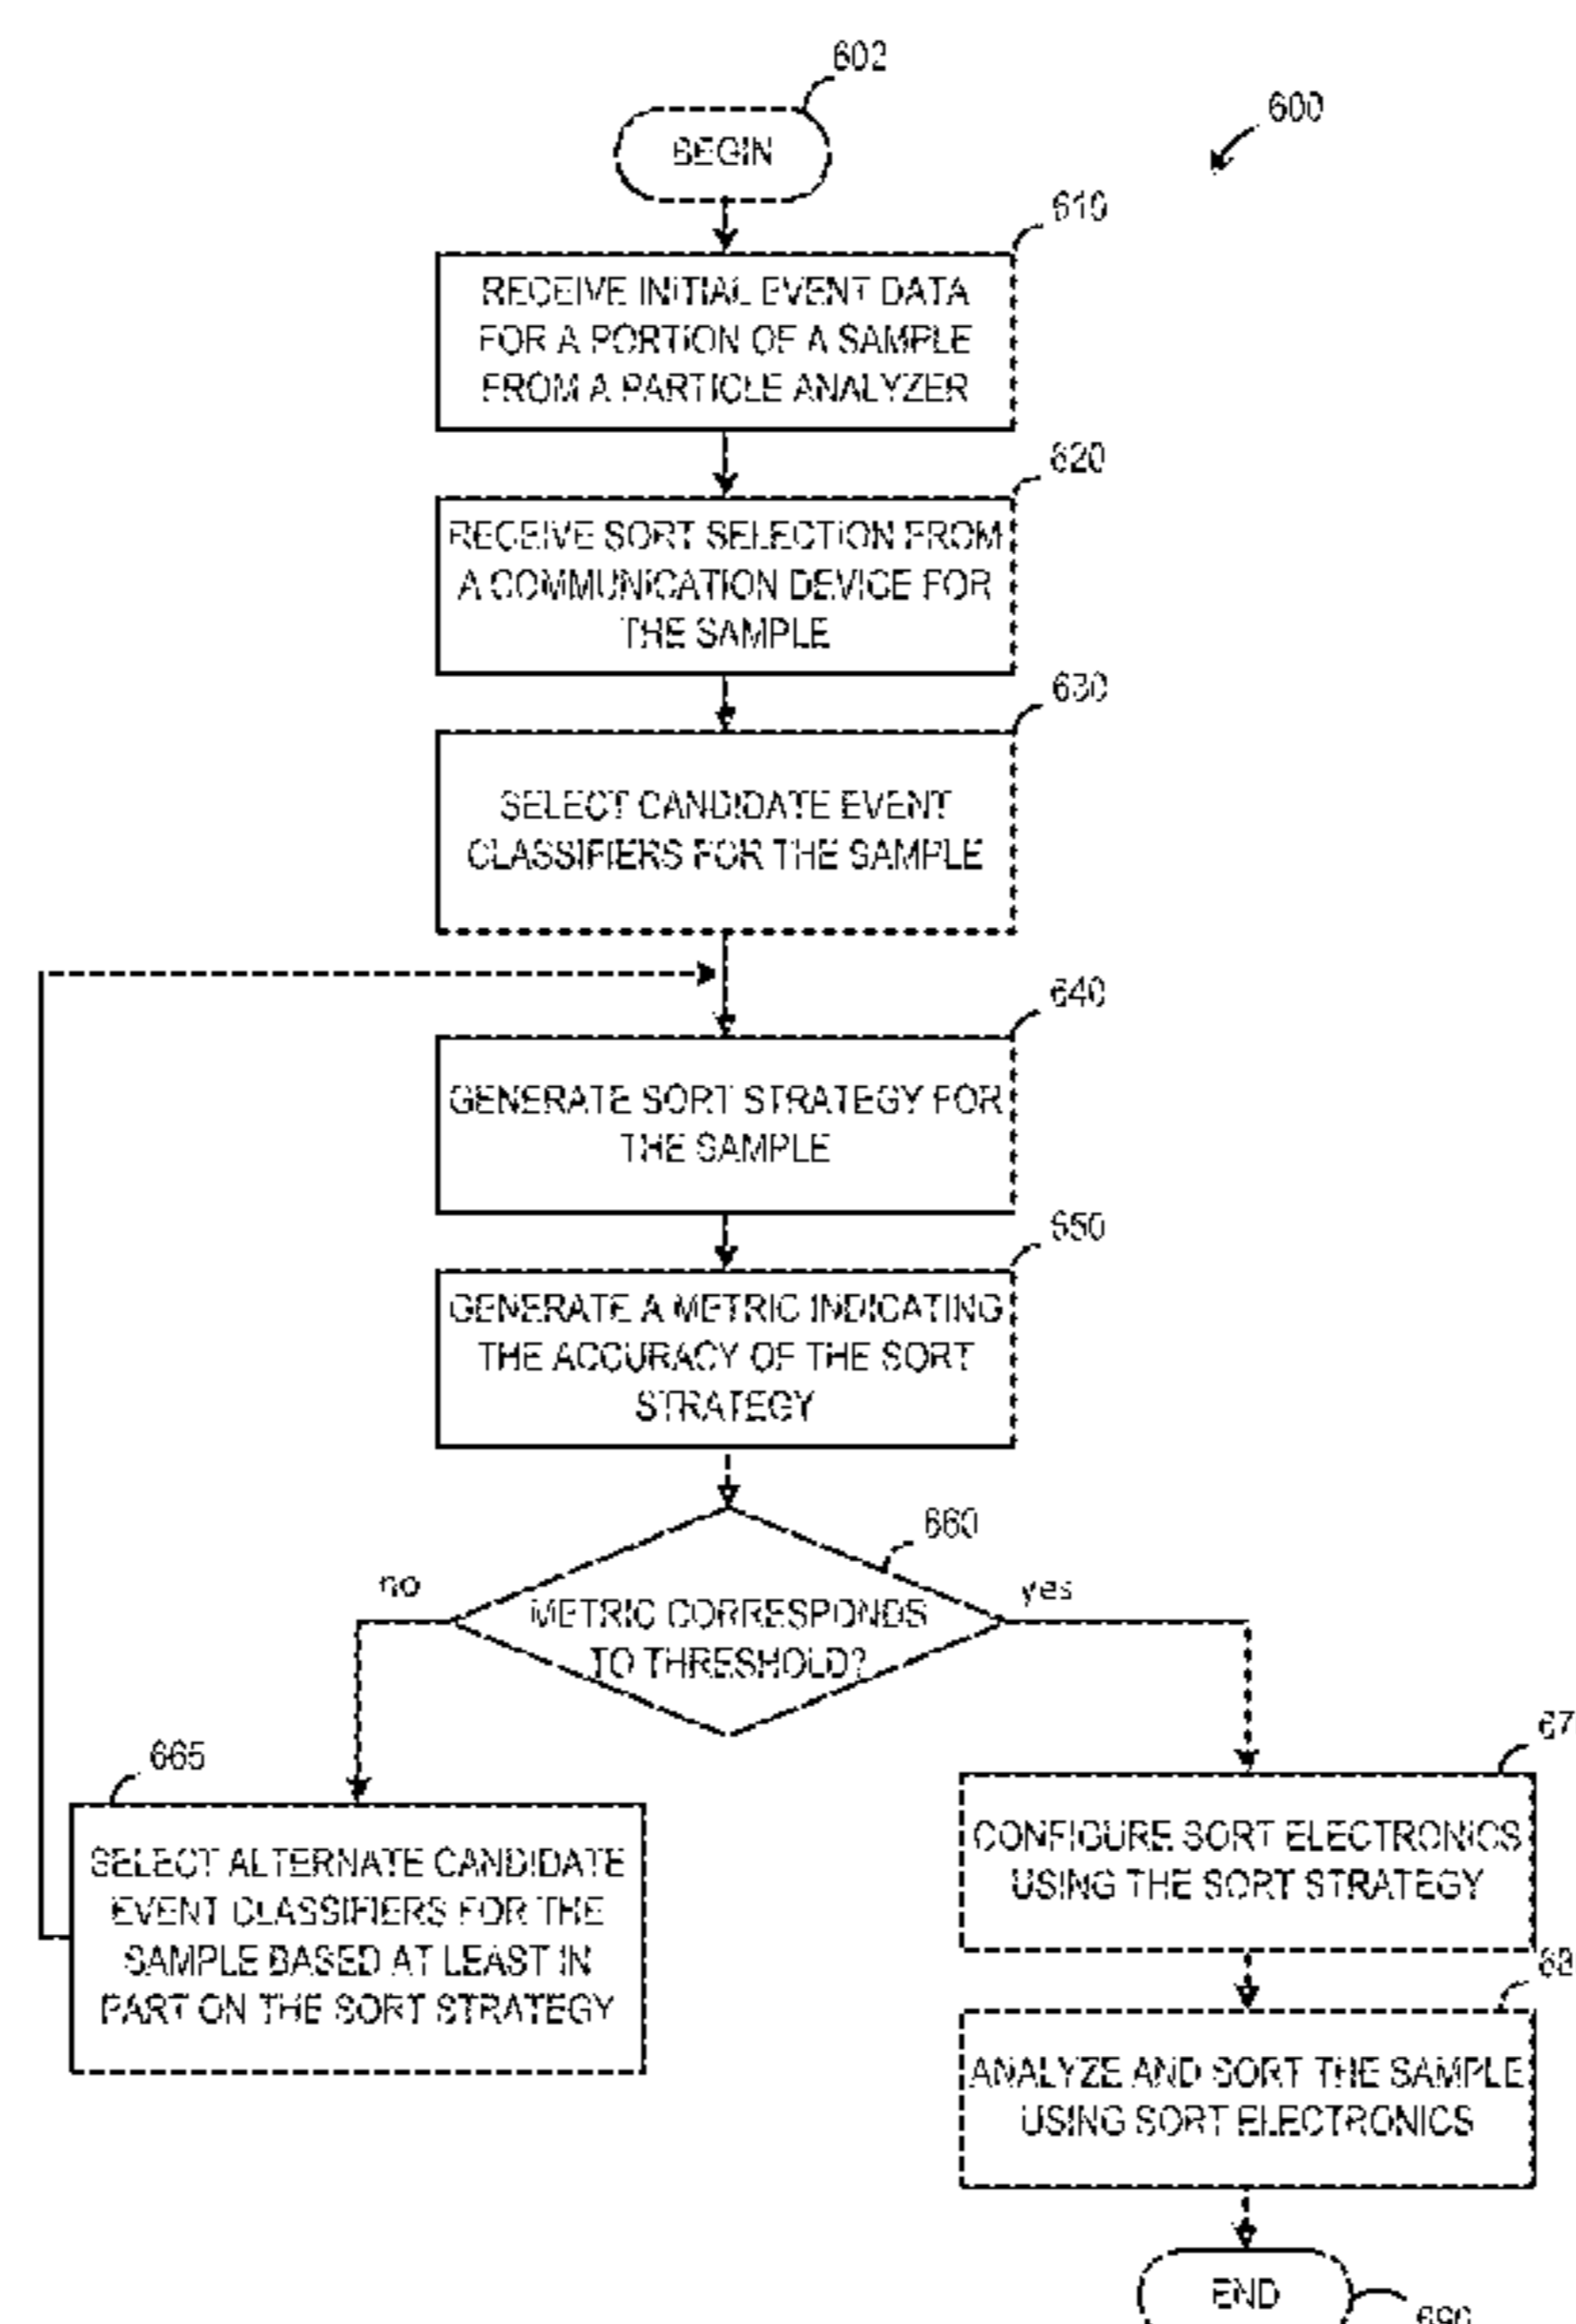 602
BEGIN
600
610
RECEIVE INITIAL EVENT DATA
FOR A PORTION OF A SAMPLE
FROM A PARTICLE ANALYZER
620
RECEIVE SORT SELECTION FROM
A COMMUNICATION DEVICE FOR
THE SAMPLE
630
SELECT CANDIDATE EVENT
CLASSIFIERS FOR THE SAMPLE
640
GENERATE SORT STRATEGY FOR
THE SAMPLE
650
GENERATE A METRIC INDICATING
THE ACCURACY OF THE SORT
STRATEGY
660
no
yes
METRIC CORRESPONDS
TO THRESHOLD?
665
SELECT ALTERNATE CANDIDATE
EVENT CLASSIFIERS FOR THE
SAMPLE BASED AT LEAST IN
PART ON THE SORT STRATEGY
67
CONFIGURE SORT ELECTRONICS
USING THE SORT STRATEGY
68
ANALYZE AND SORT THE SAMPLE
USING SORT ELECTRONICS
END
690